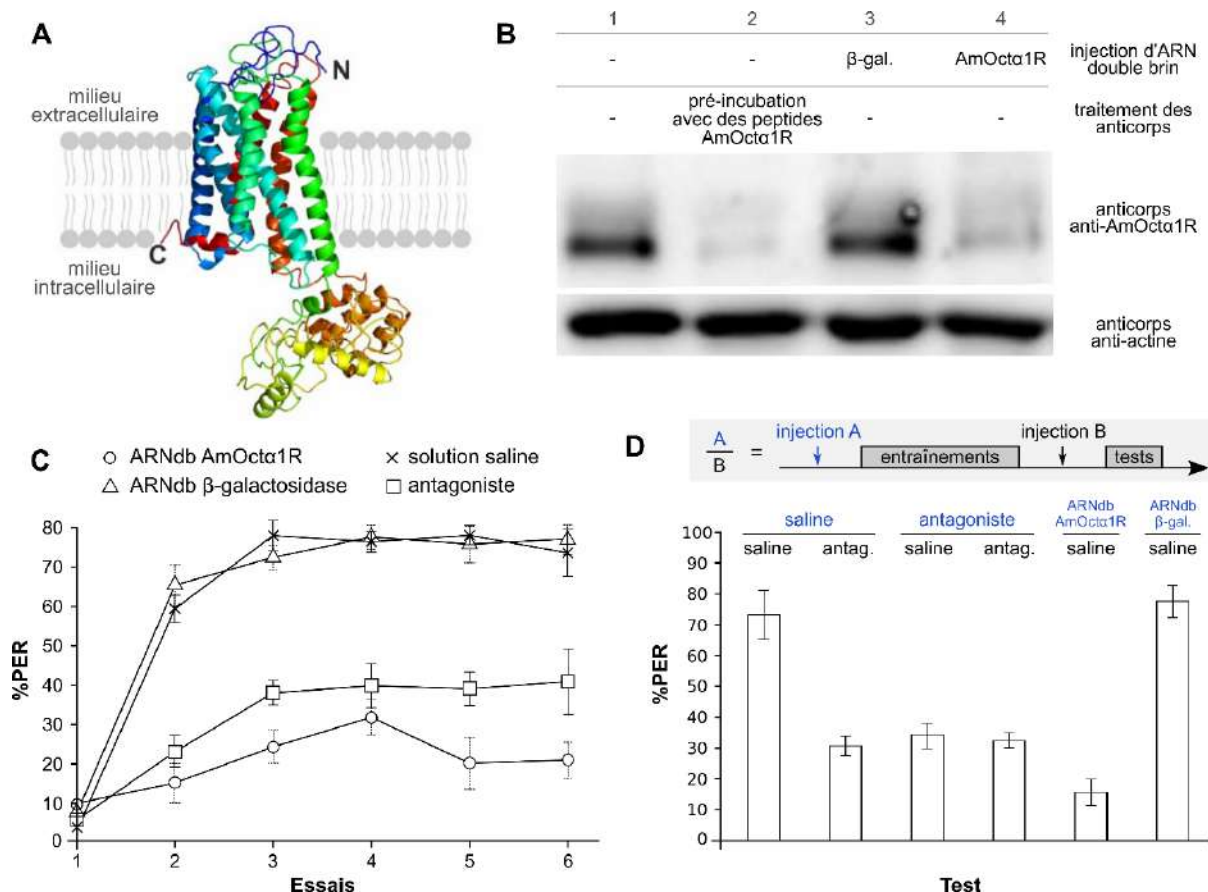 A
N
milieu
extracellulaire
C
milieu
intracellulaire
B
1 2 3 4
- - β-gal. AmOctα1R
injection d'ARN
double brin
- pré-incubation
avec des peptides
AmOctα1R - -
traitement des
anticorps
anticorps
anti-AmOctα1R
anticorps
anti-actine
C
ARNdb AmOctα1R
ARNdb β-galactosidase
solution saline
antagoniste
%PER
80
70
60
50
40
30
20
10
0
1 2 3 4 5 6
Essais
D
A
B
=
injection A
entraînements
injection B
tests
saline antagoniste ARNdb
AmOctα1R ARNdb
β-gal.
saline antag. saline antag. saline saline
%PER
100
90
80
70
60
50
40
30
20
10
0
Test